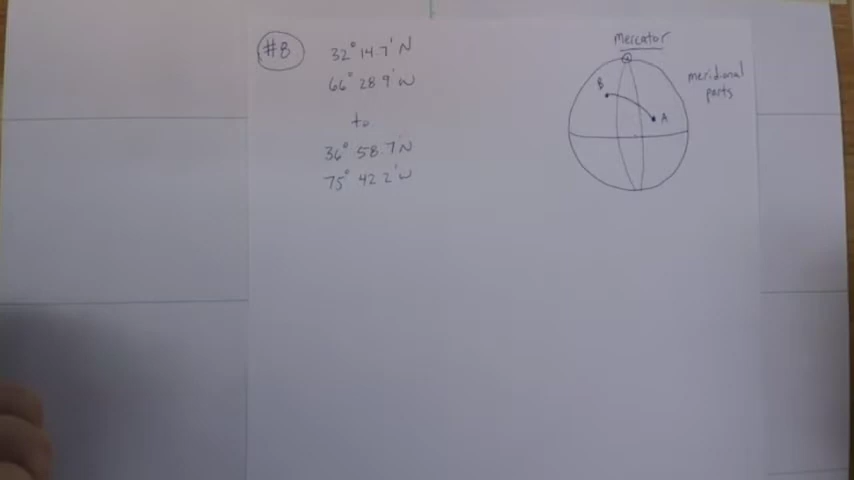 #8
32° 14.7' N
66° 28.9' W
to
36° 58.7' N
75° 42.2' W
mercator
meridional
parts
B
A